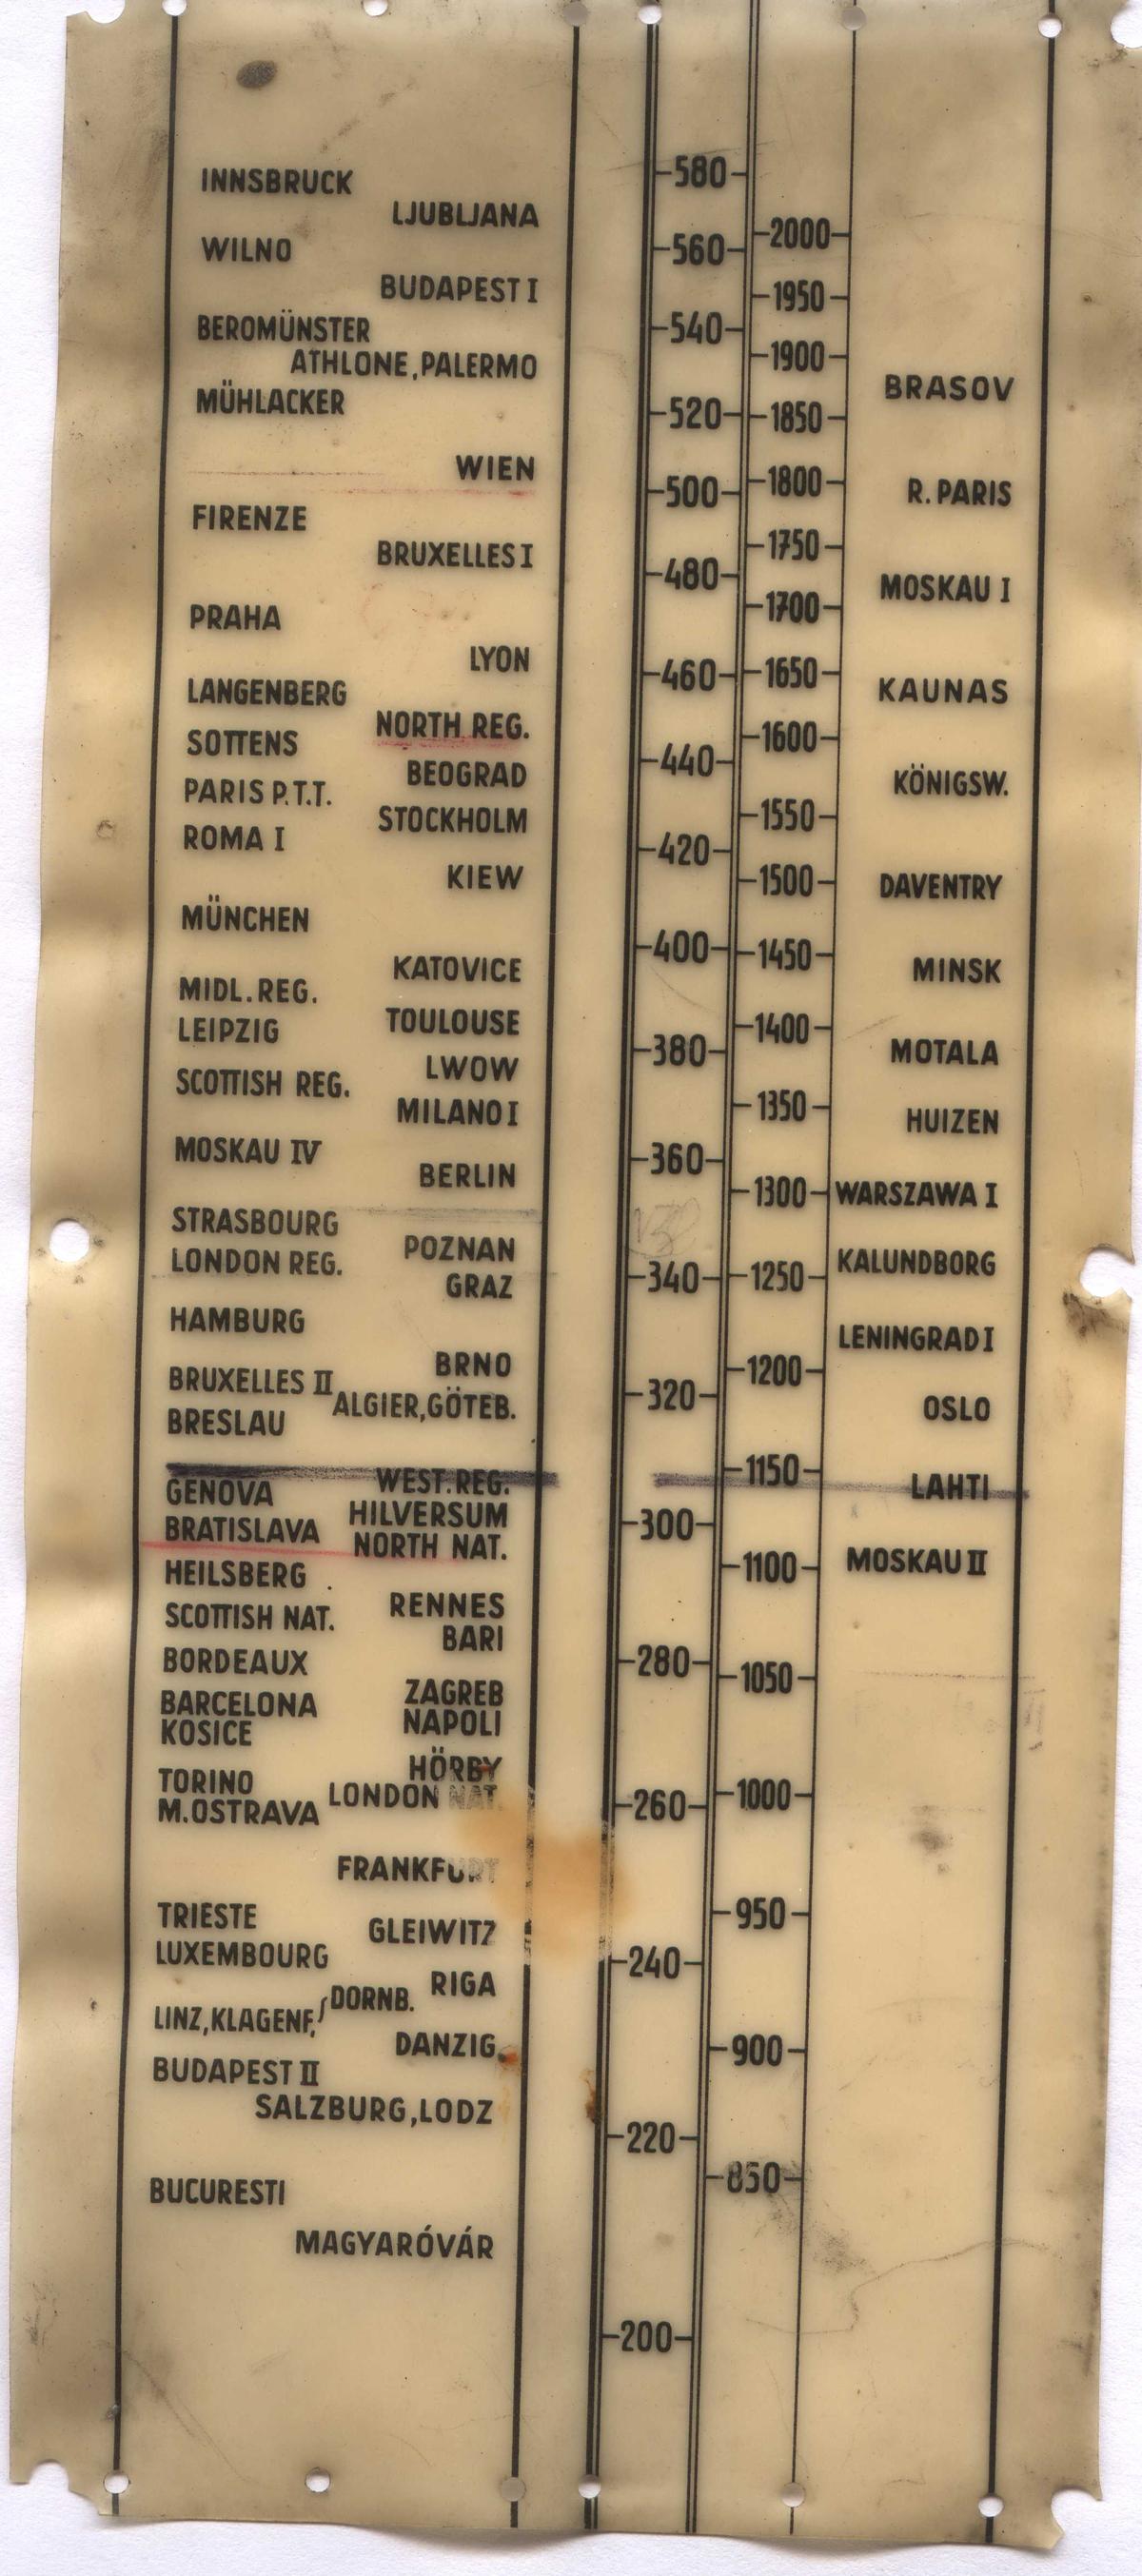 INNSBRUCK
LJUBLJANA
WILNO
BUDAPEST I
BEROMÜNSTER
ATHLONE, PALERMO
MÜHLACKER
WIEN
FIRENZE
BRUXELLES I
PRAHA
LYON
LANGENBERG
NORTH REG.
SOTTENS
BEOGRAD
PARIS P.T.T.
STOCKHOLM
ROMA I
KIEW
MÜNCHEN
KATOVICE
MIDL. REG.
TOULOUSE
LEIPZIG
LWOW
SCOTTISH REG.
MILANO I
MOSKAU IV
BERLIN
STRASBOURG
POZNAN
LONDON REG.
GRAZ
HAMBURG
BRNO
BRUXELLES II
ALGIER, GÖTEB.
BRESLAU
WEST. REG.
GENOVA
HILVERSUM
BRATISLAVA
NORTH NAT.
HEILSBERG
RENNES
SCOTTISH NAT.
BARI
BORDEAUX
ZAGREB
BARCELONA
NAPOLI
KOSICE
HÖRBY
TORINO
LONDON NAT.
M.OSTRAVA
FRANKFURT
TRIESTE
GLEIWITZ
LUXEMBOURG
RIGA
DORNB.
LINZ, KLAGENF.,
DANZIG
BUDAPEST II
SALZBURG, LODZ
BUCURESTI
MAGYARÓVÁR
580
560
540
520
500
480
460
440
420
400
380
360
340
320
300
280
260
240
220
200
2000
1950
1900
1850
1800
1750
1700
1650
1600
1550
1500
1450
1400
1350
1300
1250
1200
1150
1100
1050
1000
950
900
850
BRASOV
R. PARIS
MOSKAU I
KAUNAS
KÖNIGSW.
DAVENTRY
MINSK
MOTALA
HUIZEN
WARSZAWA I
KALUNDBORG
LENINGRAD I
OSLO
LAHTI
MOSKAU II